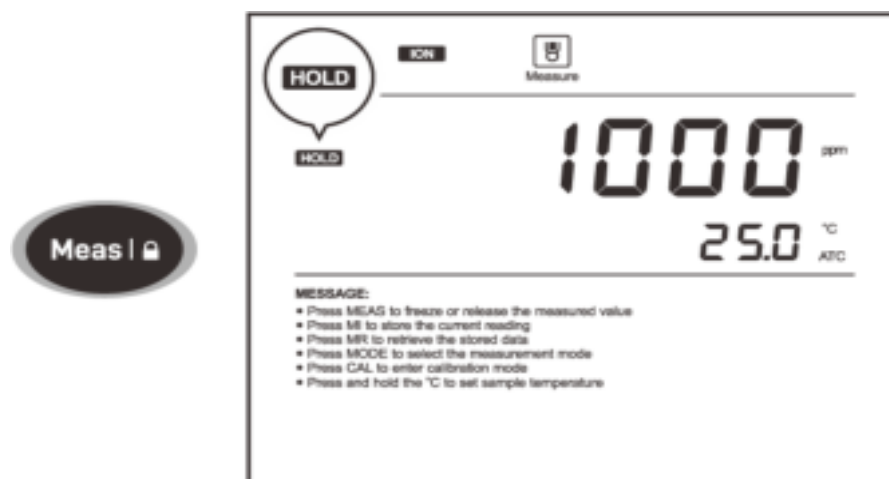 HOLD
ION
Measure
HOLD
1000 ppm
25.0 °C
ATC
Meas
MESSAGE:
• Press MEAS to freeze or release the measured value
• Press MI to store the current reading
• Press MR to retrieve the stored data
• Press MODE to select the measurement mode
• Press CAL to enter calibration mode
• Press and hold the °C to set sample temperature